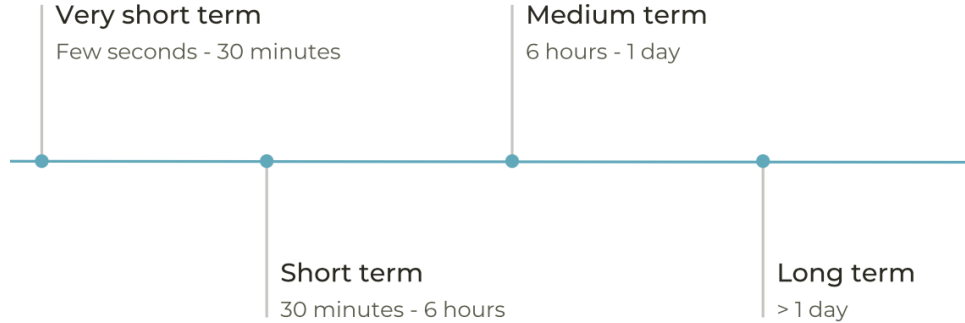 Very short term
Few seconds - 30 minutes
Medium term
6 hours - 1 day
Short term
30 minutes - 6 hours
Long term
> 1 day